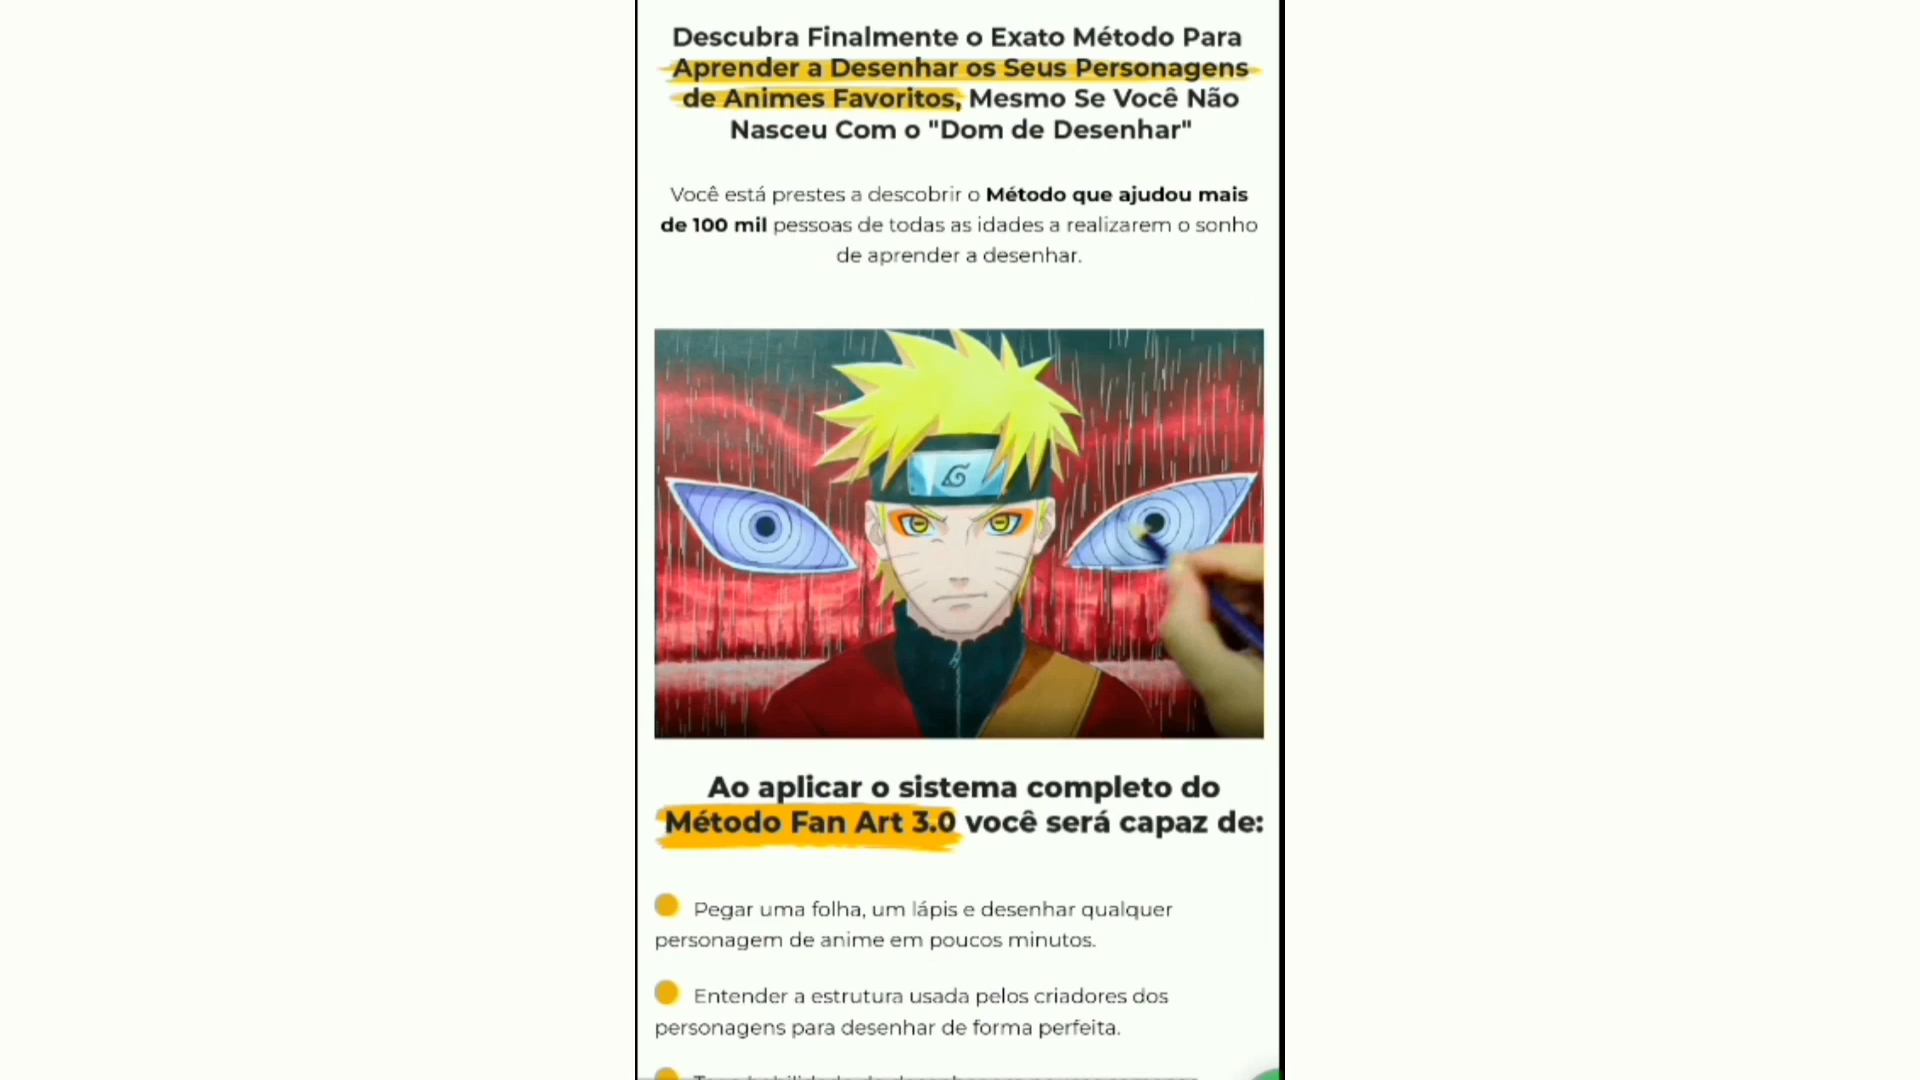 Descubra Finalmente o Exato Método Para
Aprender a Desenhar os Seus Personagens
de Animes Favoritos, Mesmo Se Você Não
Nasceu Com o "Dom de Desenhar"
Você está prestes a descobrir o Método que ajudou mais
de 100 mil pessoas de todas as idades a realizarem o sonho
de aprender a desenhar.
Ao aplicar o sistema completo do
Método Fan Art 3.0 você será capaz de:
Pegar uma folha, um lápis e desenhar qualquer
personagem de anime em poucos minutos.
Entender a estrutura usada pelos criadores dos
personagens para desenhar de forma perfeita.